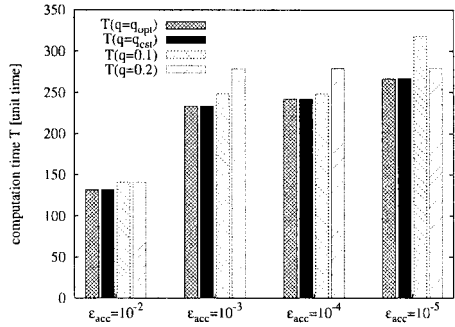 T(q=q_opt)
T(q=q_est)
T(q=0.1)
T(q=0.2)
computation time T [unit time]
350
300
250
200
150
100
50
0
ε_acc=10^-2
ε_acc=10^-3
ε_acc=10^-4
ε_acc=10^-5